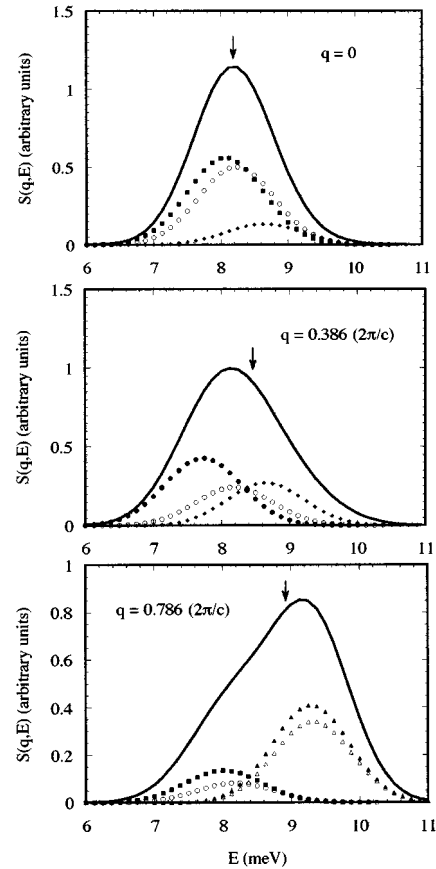 1.5
1
0.5
0
S(q,E) (arbitrary units)
q = 0
6 7 8 9 10 11
1.5
1
0.5
0
S(q,E) (arbitrary units)
q = 0.386 (2π/c)
6 7 8 9 10 11
1
0.8
0.6
0.4
0.2
0
S(q,E) (arbitrary units)
q = 0.786 (2π/c)
6 7 8 9 10 11
E (meV)